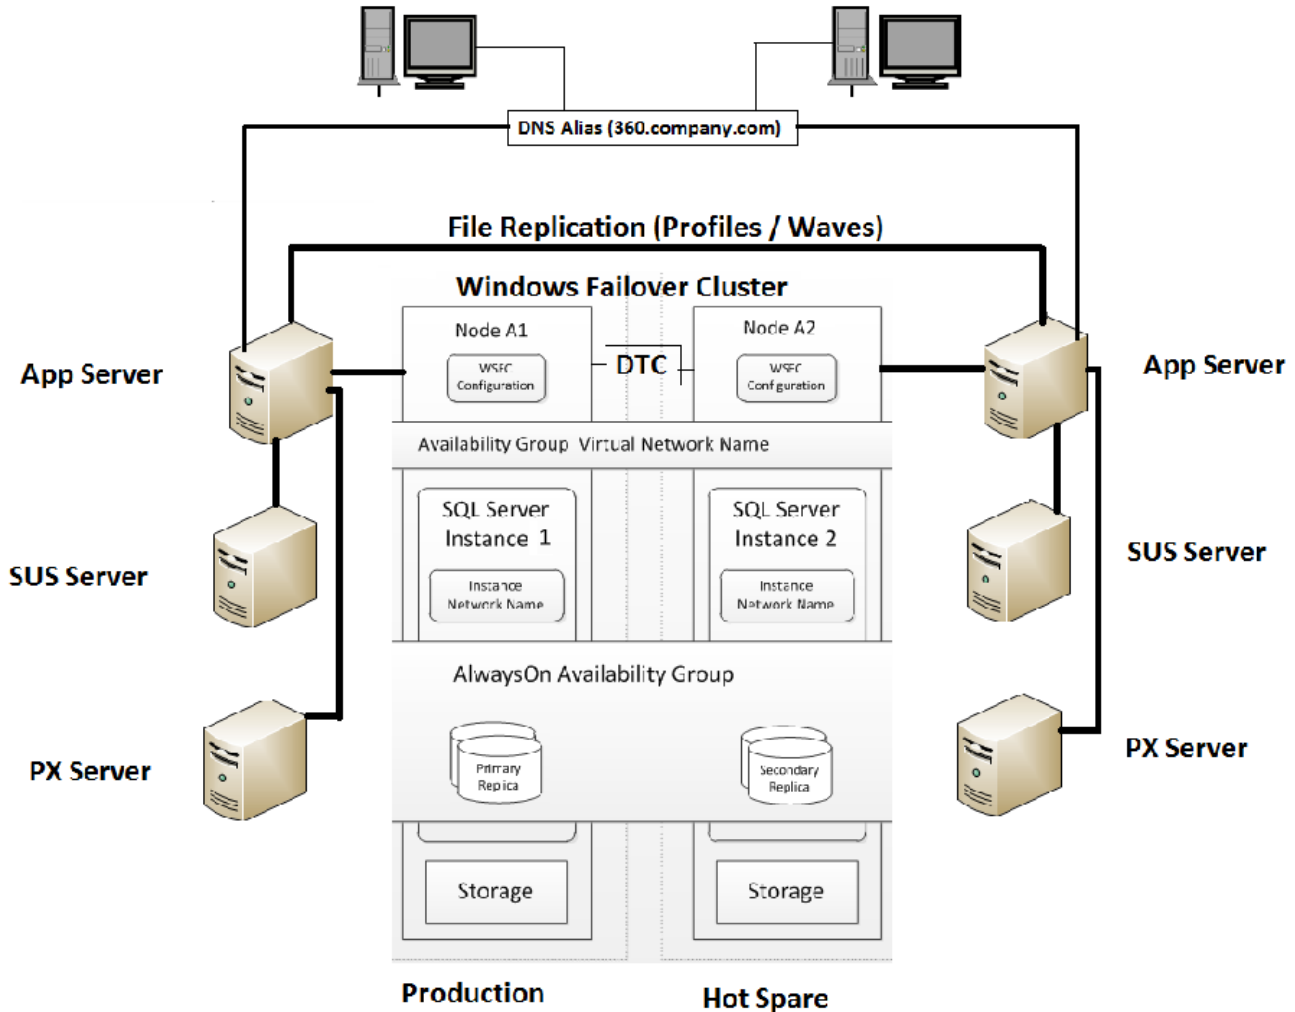 DNS Alias (360.company.com)
File Replication (Profiles / Waves)
Windows Failover Cluster
Node A1
Node A2
WSFC
Configuration
DTC
WSFC
Configuration
App Server
App Server
Availability Group Virtual Network Name
SQL Server
Instance 1
SQL Server
Instance 2
Instance
Network Name
Instance
Network Name
SUS Server
SUS Server
AlwaysOn Availability Group
Primary
Replica
Secondary
Replica
PX Server
PX Server
Storage
Storage
Production
Hot Spare